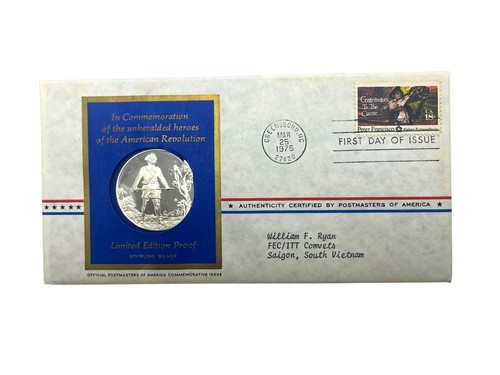 In Commemoration
of the unheralded heroes
of the American Revolution
Limited Edition Proof
STERLING SILVER
OFFICIAL POSTMASTERS OF AMERICA COMMEMORATIVE ISSUE
GREENSBORO, NC
MAR
25
1975
27420
Contributors
To The
Cause...
18c
Peter Francisco
FIRST DAY OF ISSUE
AUTHENTICITY CERTIFIED BY POSTMASTERS OF AMERICA
William F. Ryan
FEC/ITT Comvets
Saigon, South Vietnam